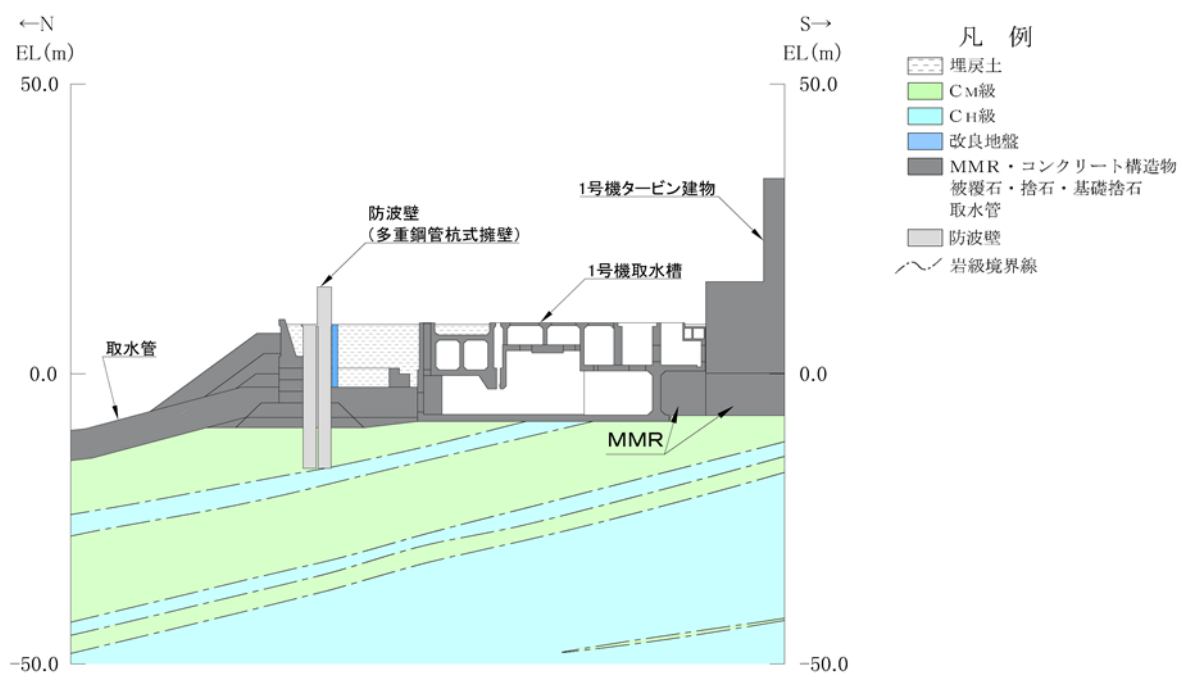 ←N
EL(m)
50.0
0.0
-50.0
取水管
防波壁
(多重鋼管杭式擁壁)
1号機取水槽
1号機タービン建物
MMR
S→
EL(m)
50.0
0.0
-50.0
凡 例
埋戻土
CM級
CH級
改良地盤
MMR・コンクリート構造物
被覆石・捨石・基礎捨石
取水管
防波壁
岩級境界線